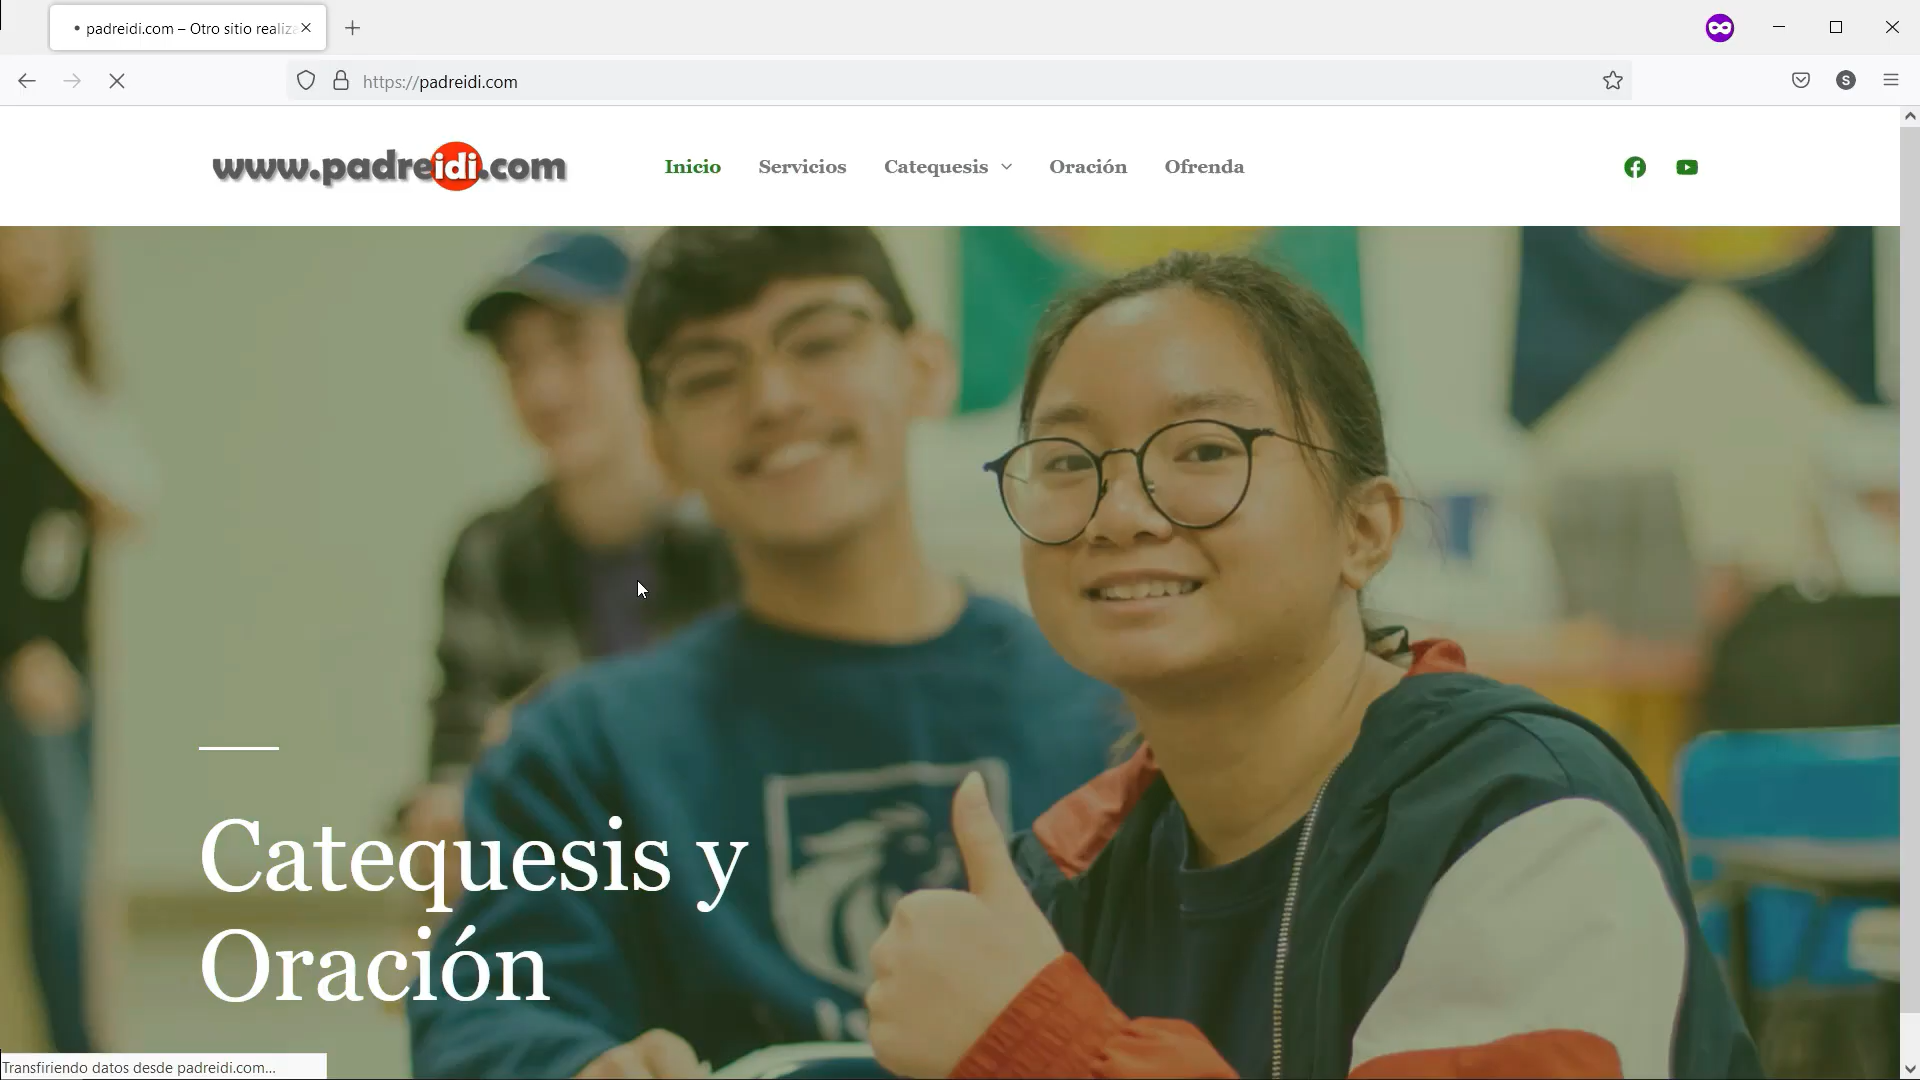 padreidi.com – Otro sitio realiza
https://padreidi.com
S
www.padreidi.com
Inicio
Servicios
Catequesis
Oración
Ofrenda
Catequesis y
Oración
Transfiriendo datos desde padreidi.com...